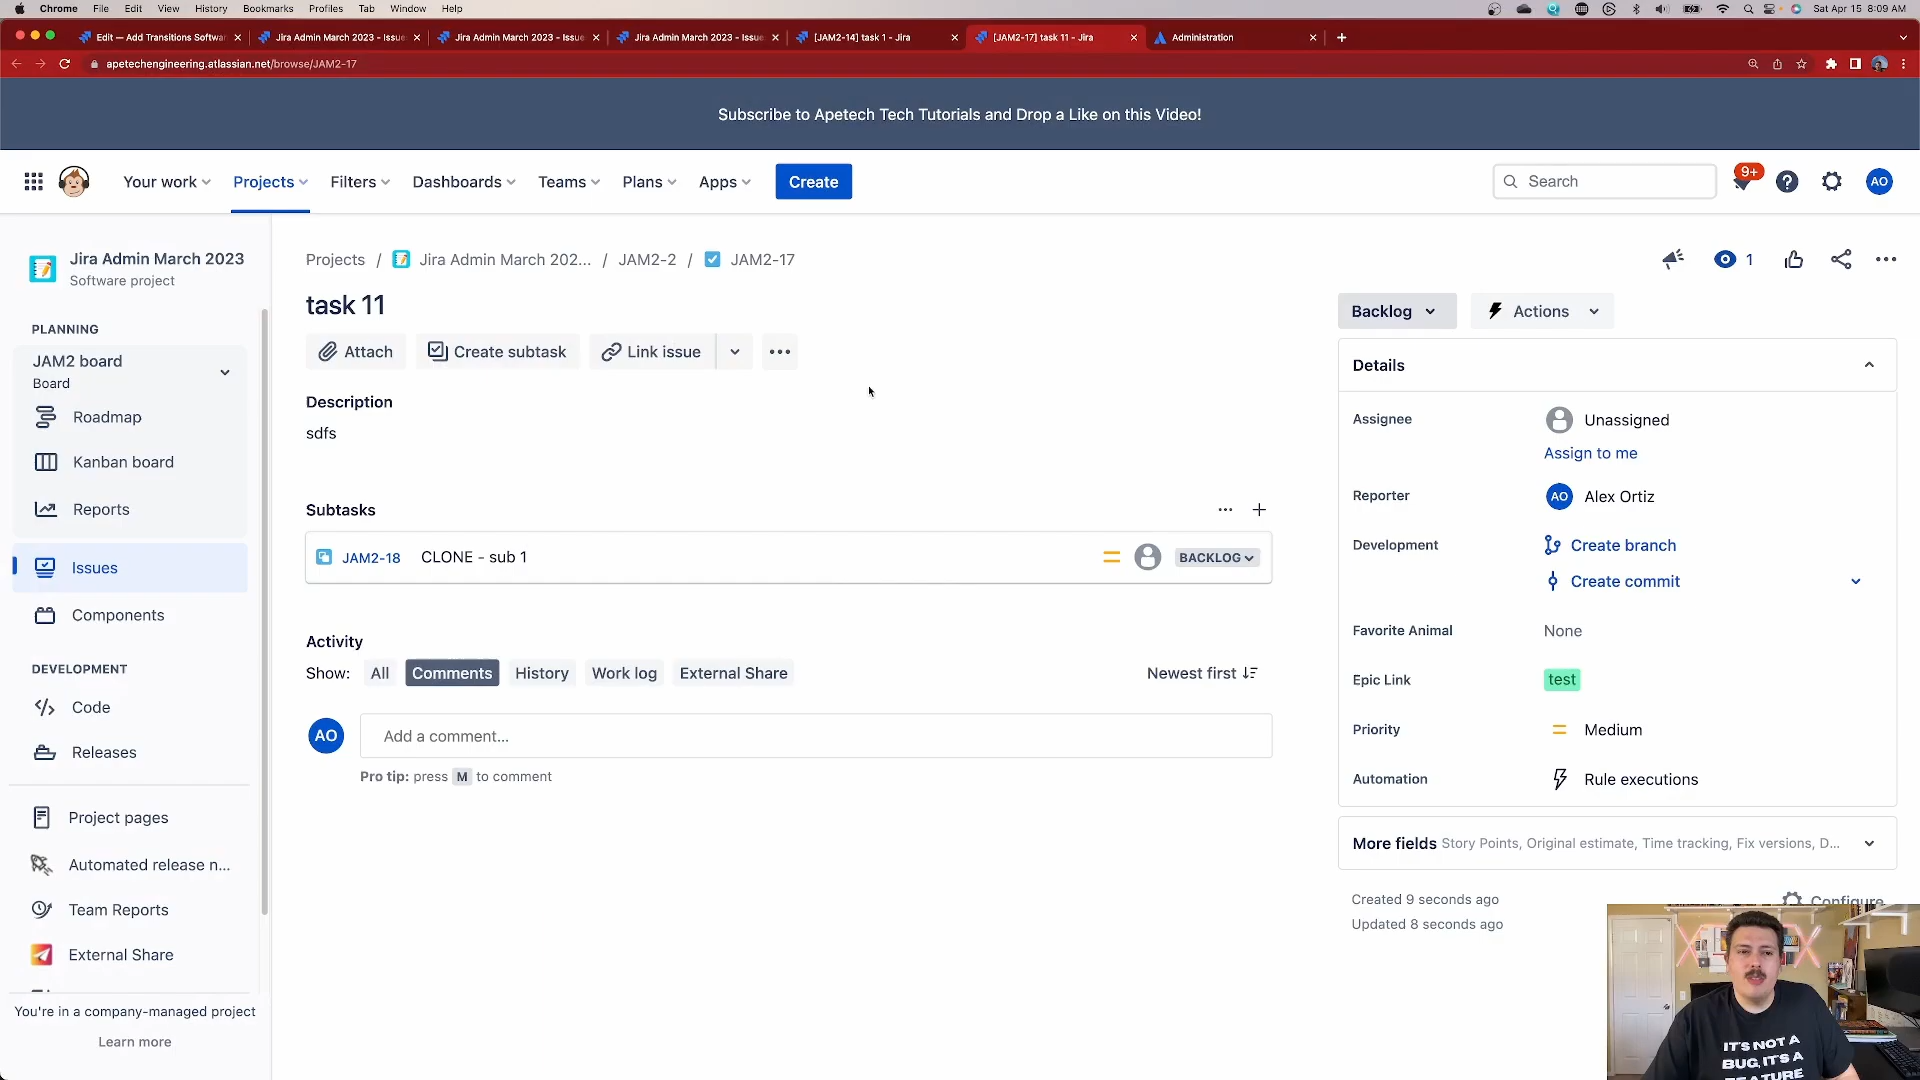 Chrome File Edit View History Bookmarks Profiles Tab Window Help Sat Apr 15 8:09 AM
Edit — Add Transitions Softwar Jira Admin March 2023 - Issue Jira Admin March 2023 - Issue Jira Admin March 2023 - Issue [JAM2-14] task 1 - Jira [JAM2-17] task 11 - Jira Administration
apetechengineering.atlassian.net/browse/JAM2-17
Subscribe to Apetech Tech Tutorials and Drop a Like on this Video!
Your work Projects Filters Dashboards Teams Plans Apps Create Search 9+ AO
Jira Admin March 2023
Software project
PLANNING
JAM2 board
Board
Roadmap
Kanban board
Reports
Issues
Components
DEVELOPMENT
Code
Releases
Project pages
Automated release n...
Team Reports
External Share
You're in a company-managed project
Learn more
Projects / Jira Admin March 202... / JAM2-2 / JAM2-17
1
task 11
Attach Create subtask Link issue
Description
sdfs
Subtasks
JAM2-18 CLONE - sub 1 BACKLOG
Activity
Show: All Comments History Work log External Share Newest first
AO Add a comment...
Pro tip: press M to comment
Backlog Actions
Details
Assignee Unassigned
Assign to me
Reporter AO Alex Ortiz
Development Create branch
Create commit
Favorite Animal None
Epic Link test
Priority Medium
Automation Rule executions
More fields Story Points, Original estimate, Time tracking, Fix versions, D...
Created 9 seconds ago
Configure
Updated 8 seconds ago
IT'S NOT A
BUG, IT'S A
FEATURE